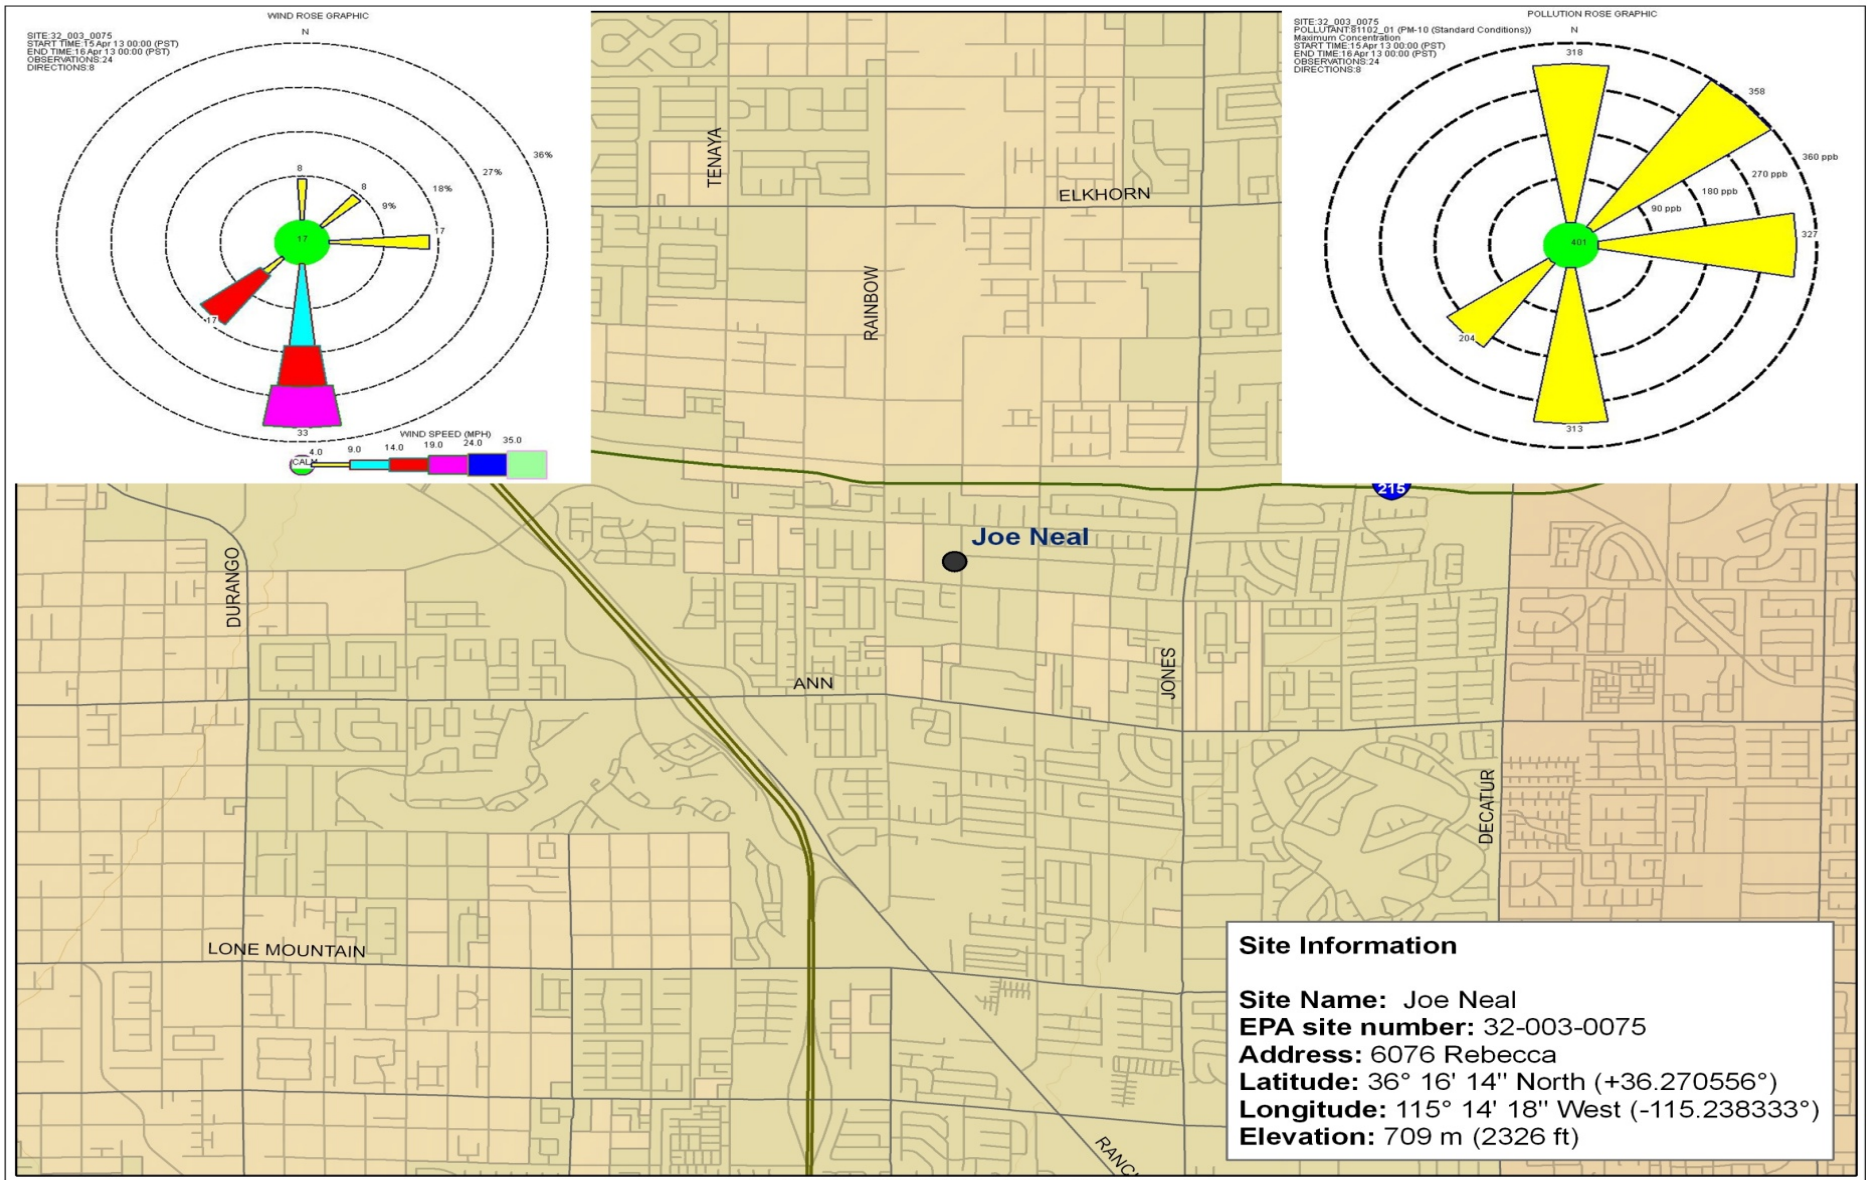 WIND ROSE GRAPHIC
N
SITE:32_003_0075
START TIME:15 Apr 13 00:00 (PST)
END TIME:16 Apr 13 00:00 (PST)
OBSERVATIONS:24
DIRECTIONS:8
36%
27%
18%
9%
8
8
17
17
17
33
WIND SPEED (MPH)
CALM
4.0
9.0
14.0
19.0
24.0
35.0
POLLUTION ROSE GRAPHIC
N
SITE:32_003_0075
POLLUTANT:81102_01 (PM-10 (Standard Conditions))
Maximum Concentration
START TIME:15 Apr 13 00:00 (PST)
END TIME:16 Apr 13 00:00 (PST)
OBSERVATIONS:24
DIRECTIONS:8
318
358
360 ppb
270 ppb
180 ppb
90 ppb
327
401
204
313
TENAYA
ELKHORN
RAINBOW
215
Joe Neal
DURANGO
ANN
JONES
DECATUR
LONE MOUNTAIN
RANC
Site Information
Site Name: Joe Neal
EPA site number: 32-003-0075
Address: 6076 Rebecca
Latitude: 36° 16' 14" North (+36.270556°)
Longitude: 115° 14' 18" West (-115.238333°)
Elevation: 709 m (2326 ft)